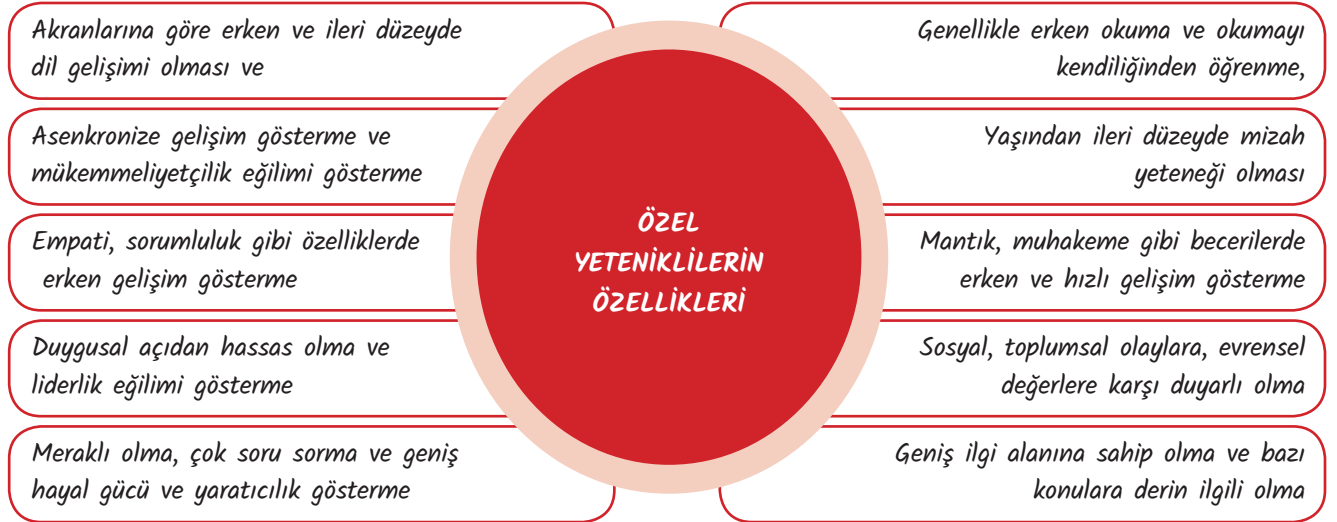 Akranlarına göre erken ve ileri düzeyde
dil gelişimi olması ve
Asenkronize gelişim gösterme ve
mükemmeliyetçilik eğilimi gösterme
Empati, sorumluluk gibi özelliklerde
erken gelişim gösterme
Duygusal açıdan hassas olma ve
liderlik eğilimi gösterme
Meraklı olma, çok soru sorma ve geniş
hayal gücü ve yaratıcılık gösterme
ÖZEL
YETENİKLİLERİN
ÖZELLİKLERİ
Genellikle erken okuma ve okumayı
kendiliğinden öğrenme,
Yaşından ileri düzeyde mizah
yeteneği olması
Mantık, muhakeme gibi becerilerde
erken ve hızlı gelişim gösterme
Sosyal, toplumsal olaylara, evrensel
değerlere karşı duyarlı olma
Geniş ilgi alanına sahip olma ve bazı
konulara derin ilgili olma